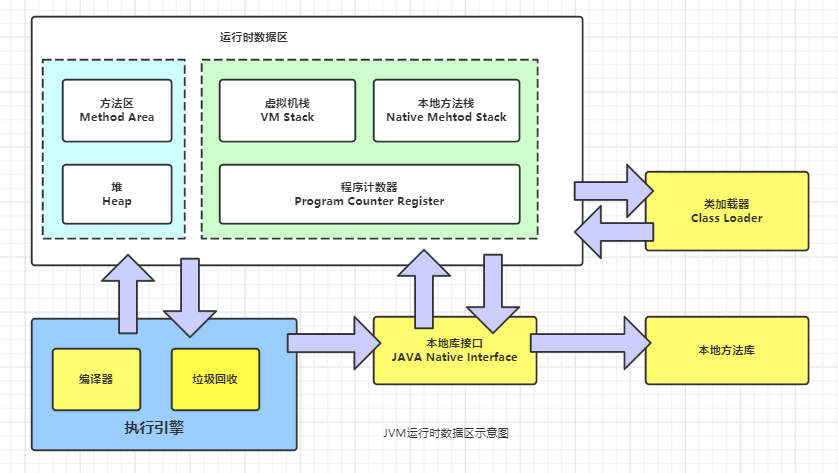 运行时数据区
方法区
Method Area
虚拟机栈
VM Stack
本地方法栈
Native Mehtod Stack
堆
Heap
程序计数器
Program Counter Register
类加载器
Class Loader
编译器
垃圾回收
执行引擎
本地库接口
JAVA Native Interface
本地方法库
JVM运行时数据区示意图